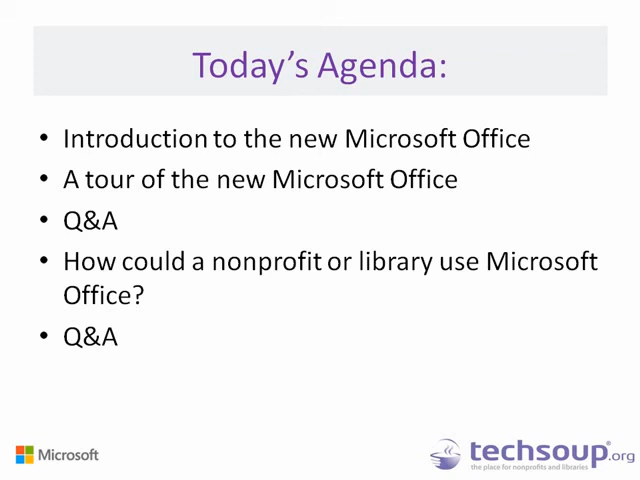 Today's Agenda:
• Introduction to the new Microsoft Office
• A tour of the new Microsoft Office
• Q&A
• How could a nonprofit or library use Microsoft
Office?
• Q&A
Microsoft
techsoup.org
the place for nonprofits and libraries